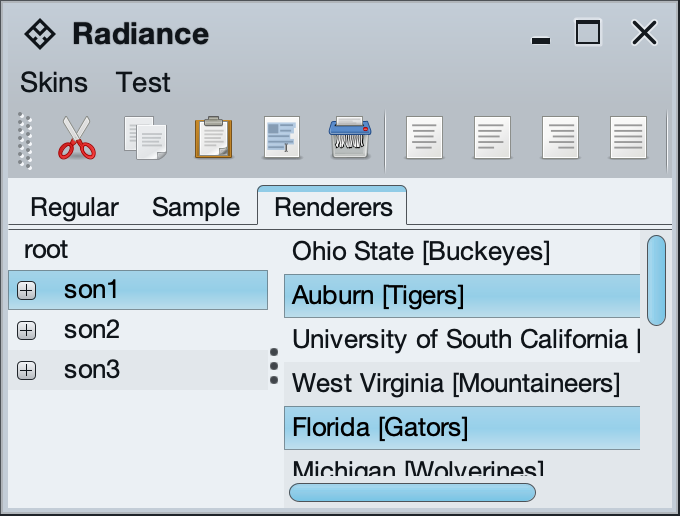 Radiance
Skins Test
Regular Sample Renderers
root
son1
son2
son3
Ohio State [Buckeyes]
Auburn [Tigers]
University of South California [
West Virginia [Mountaineers]
Florida [Gators]
Michigan [Wolverines]